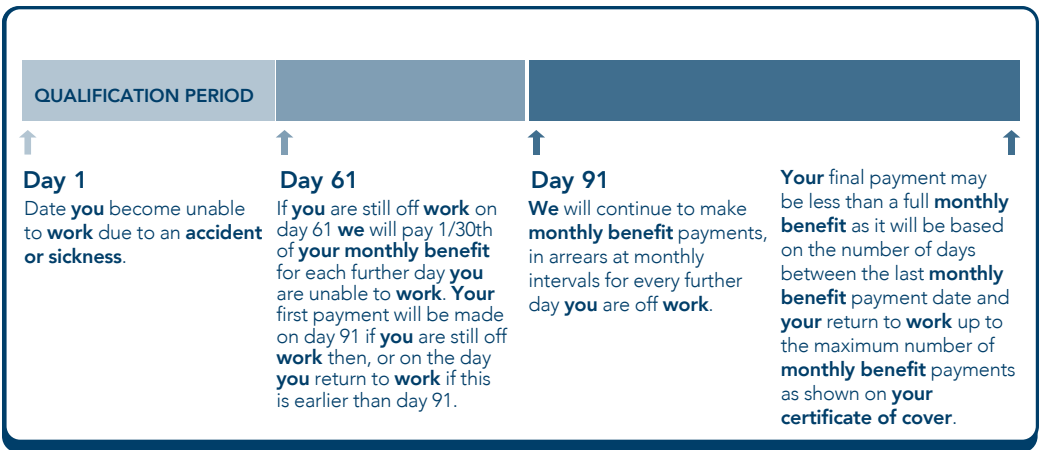 QUALIFICATION PERIOD
Day 1
Date you become unable
to work due to an accident
or sickness.
Day 61
If you are still off work on
day 61 we will pay 1/30th
of your monthly benefit
for each further day you
are unable to work. Your
first payment will be made
on day 91 if you are still off
work then, or on the day
you return to work if this
is earlier than day 91.
Day 91
We will continue to make
monthly benefit payments,
in arrears at monthly
intervals for every further
day you are off work.
Your final payment may
be less than a full monthly
benefit as it will be based
on the number of days
between the last monthly
benefit payment date and
your return to work up to
the maximum number of
monthly benefit payments
as shown on your
certificate of cover.